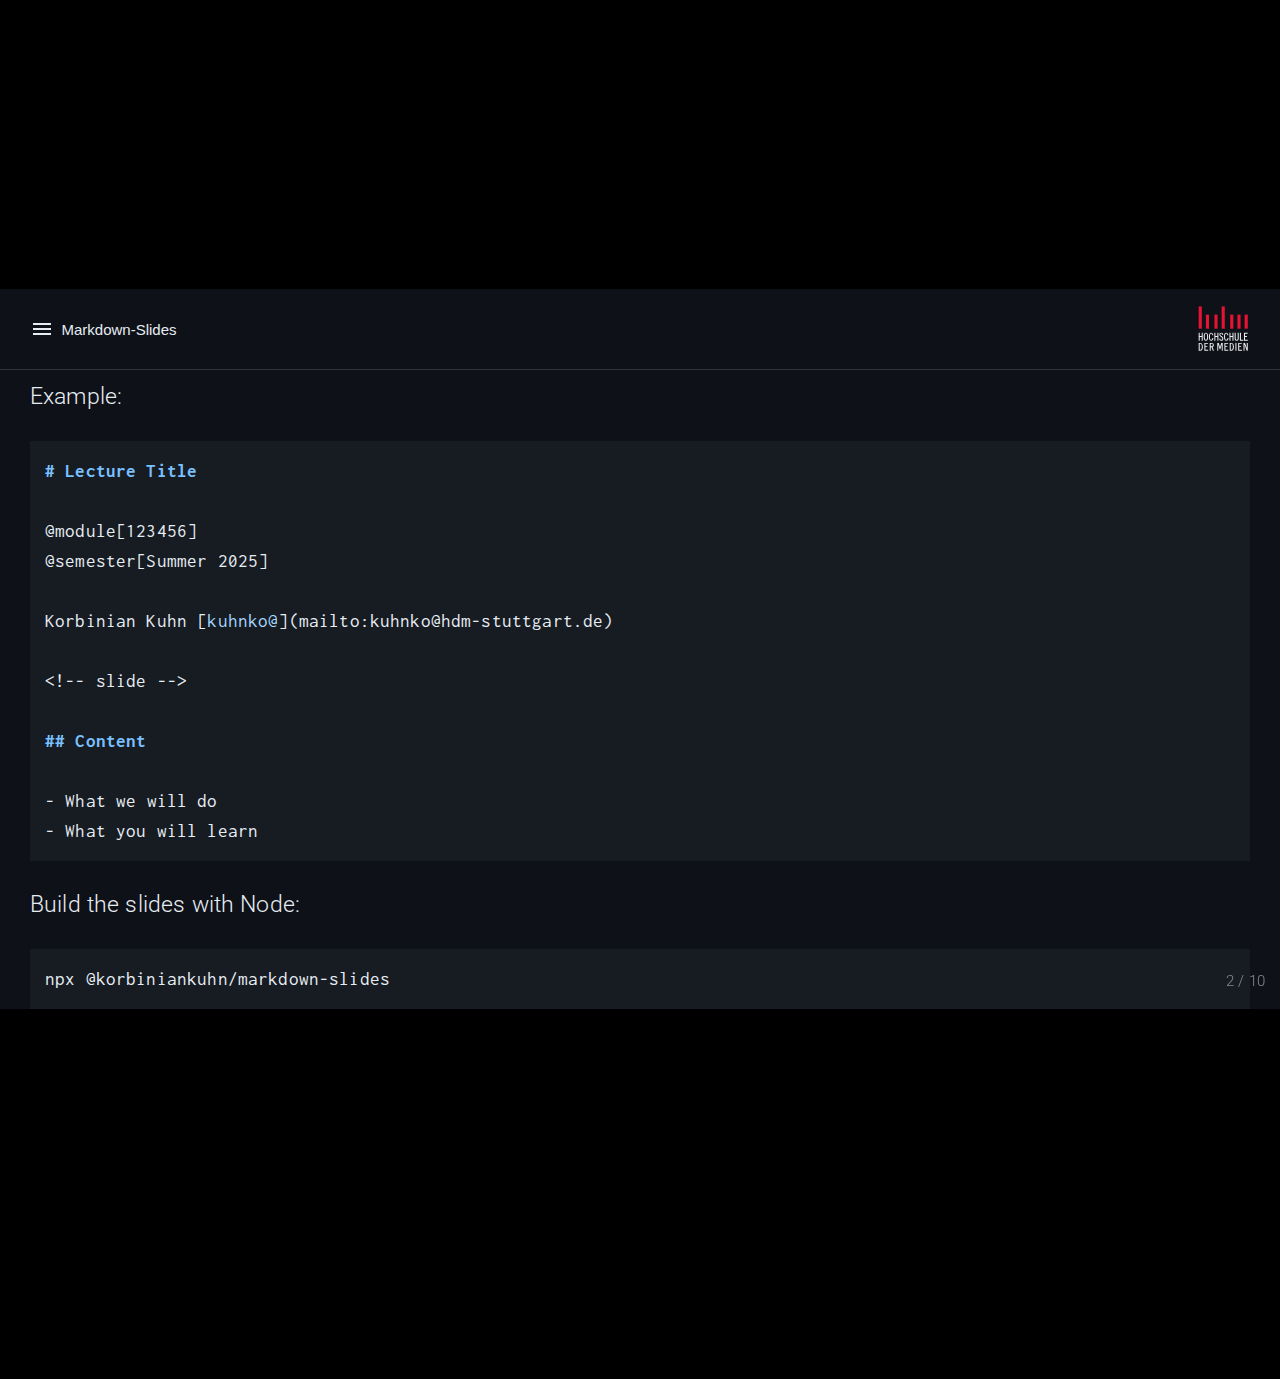 Markdown-Slides
HOCHSCHULE
DER MEDIEN
Example:
# Lecture Title
@module[123456]
@semester[Summer 2025]
Korbinian Kuhn [kuhnko@](mailto:kuhnko@hdm-stuttgart.de)
<!-- slide -->
## Content
- What we will do
- What you will learn
Build the slides with Node:
npx @korbiniankuhn/markdown-slides
2 / 10